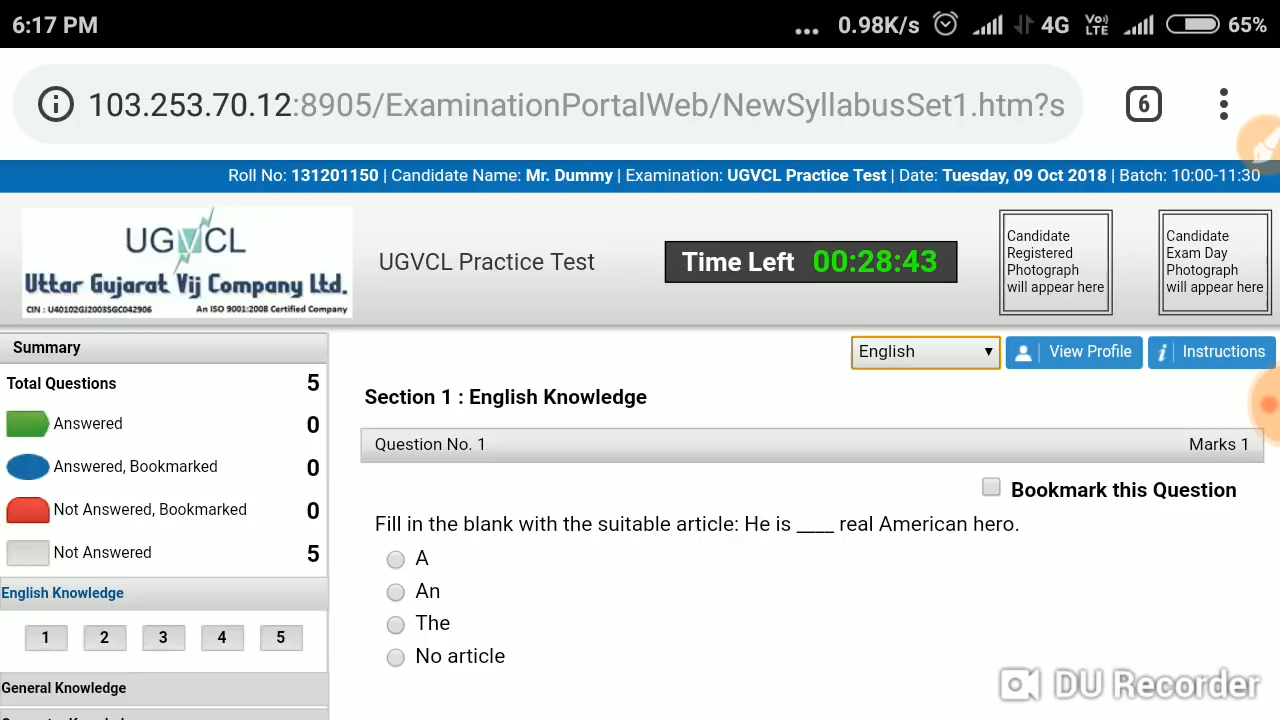 6:17 PM
... 0.98K/s 4G Vo) LTE 65%
103.253.70.12:8905/ExaminationPortalWeb/NewSyllabusSet1.htm?s
6
Roll No: 131201150 | Candidate Name: Mr. Dummy | Examination: UGVCL Practice Test | Date: Tuesday, 09 Oct 2018 | Batch: 10:00-11:30
UGVCL
Uttar Gujarat Vij Company Ltd.
CIN : U40102GJ2003SGC042906 An ISO 9001:2008 Certified Company
UGVCL Practice Test
Time Left 00:28:43
Candidate
Registered
Photograph
will appear here
Candidate
Exam Day
Photograph
will appear here
Summary
Total Questions 5
Answered 0
Answered, Bookmarked 0
Not Answered, Bookmarked 0
Not Answered 5
English Knowledge
1 2 3 4 5
General Knowledge
English
View Profile
Instructions
Section 1 : English Knowledge
Question No. 1 Marks 1
Bookmark this Question
Fill in the blank with the suitable article: He is ____ real American hero.
A
An
The
No article
DU Recorder